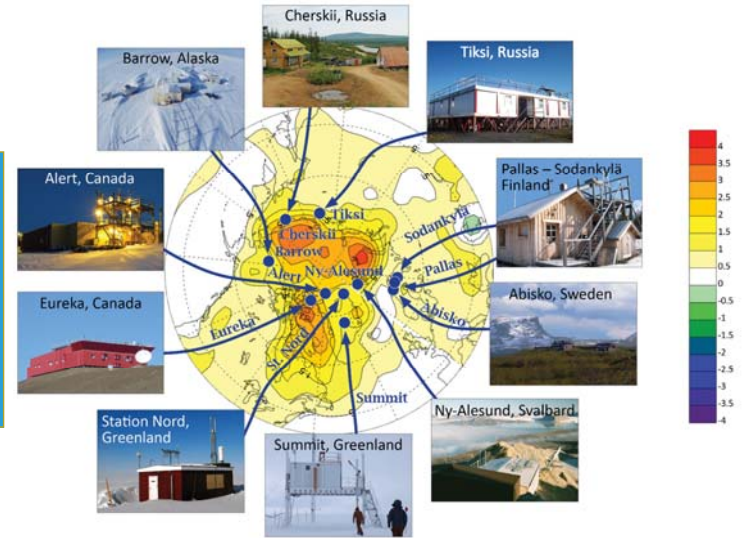 Cherskii, Russia
Barrow, Alaska
Tiksi, Russia
Alert, Canada
Pallas – Sodankylä
Finland
Eureka, Canada
Abisko, Sweden
Station Nord,
Greenland
Summit, Greenland
Ny-Alesund, Svalbard
Tiksi
Cherskii
Barrow
Alert
Ny-Alesund
Sodankylä
Pallas
Abisko
Eureka
St. Nord
Summit
4
3.5
3
2.5
2
1.5
1
0.5
0
-0.5
-1
-1.5
-2
-2.5
-3
-3.5
-4